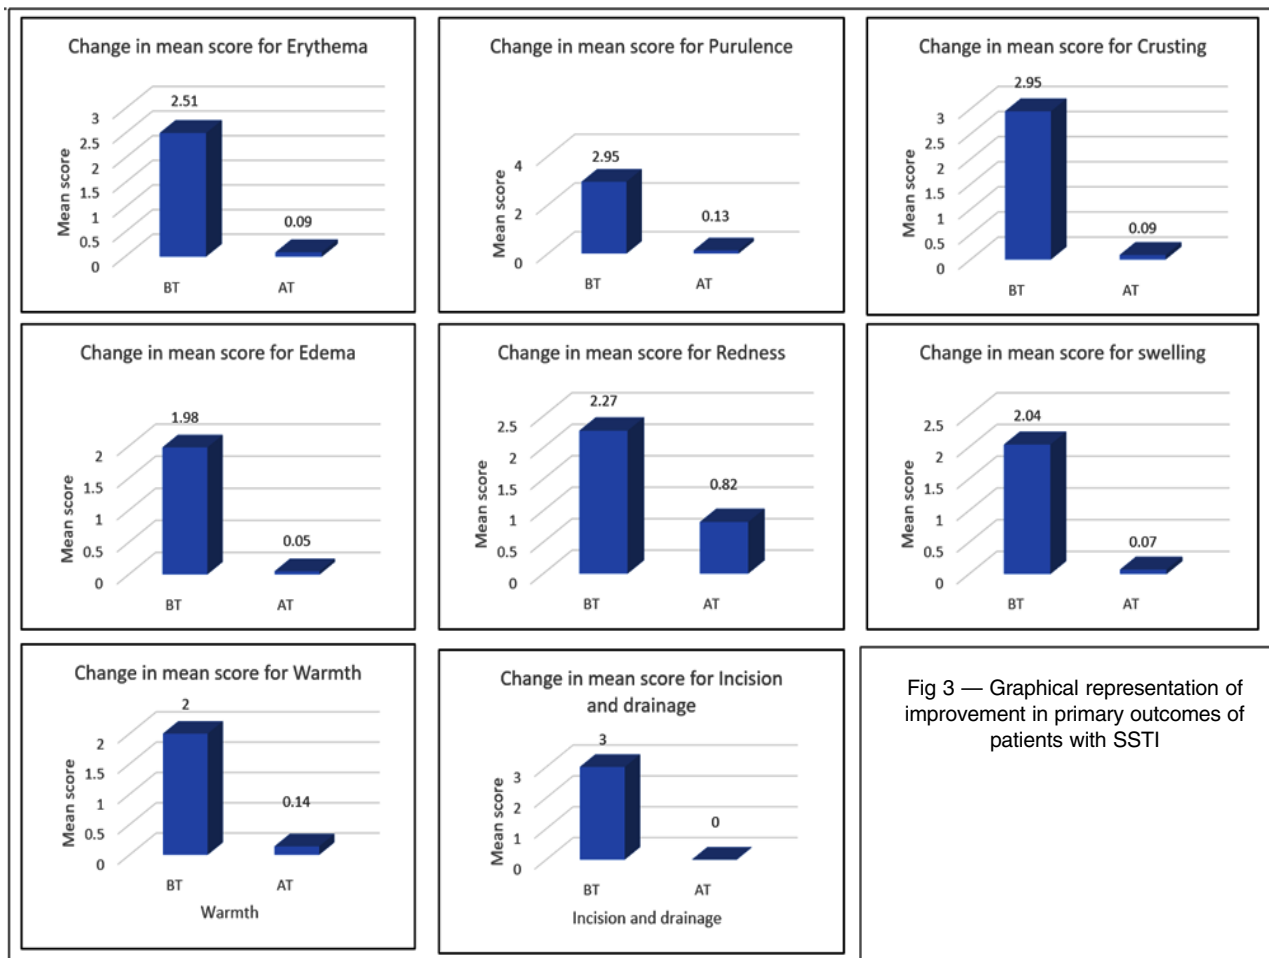 Change in mean score for Erythema
2.51
0.09
3
2.5
2
1.5
1
0.5
0
Mean score
BT AT
Change in mean score for Purulence
2.95
0.13
4
2
0
Mean score
BT AT
Change in mean score for Crusting
2.95
0.09
3
2.5
2
1.5
1
0.5
0
Mean score
BT AT
Change in mean score for Edema
1.98
0.05
2
1.5
1
0.5
0
Mean score
BT AT
Change in mean score for Redness
2.27
0.82
2.5
2
1.5
1
0.5
0
Mean score
BT AT
Change in mean score for swelling
2.04
0.07
2.5
2
1.5
1
0.5
0
Mean score
BT AT
Change in mean score for Warmth
2
0.14
2
1.5
1
0.5
0
Mean score
BT AT
Warmth
Change in mean score for Incision
and drainage
3
0
3
2
1
0
Mean score
BT AT
Incision and drainage
Fig 3 — Graphical representation of
improvement in primary outcomes of
patients with SSTI